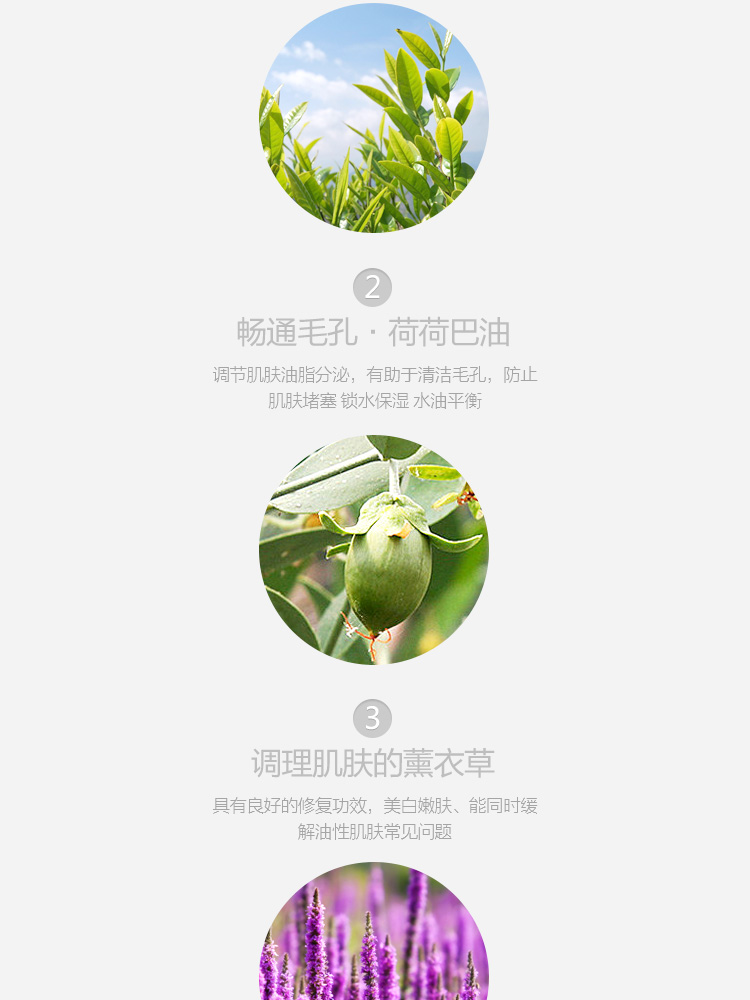 2
畅通毛孔·荷荷巴油
调节肌肤油脂分泌，有助于清洁毛孔，防止
肌肤堵塞 锁水保湿 水油平衡
3
调理肌肤的薰衣草
具有良好的修复功效，美白嫩肤、能同时缓
解油性肌肤常见问题